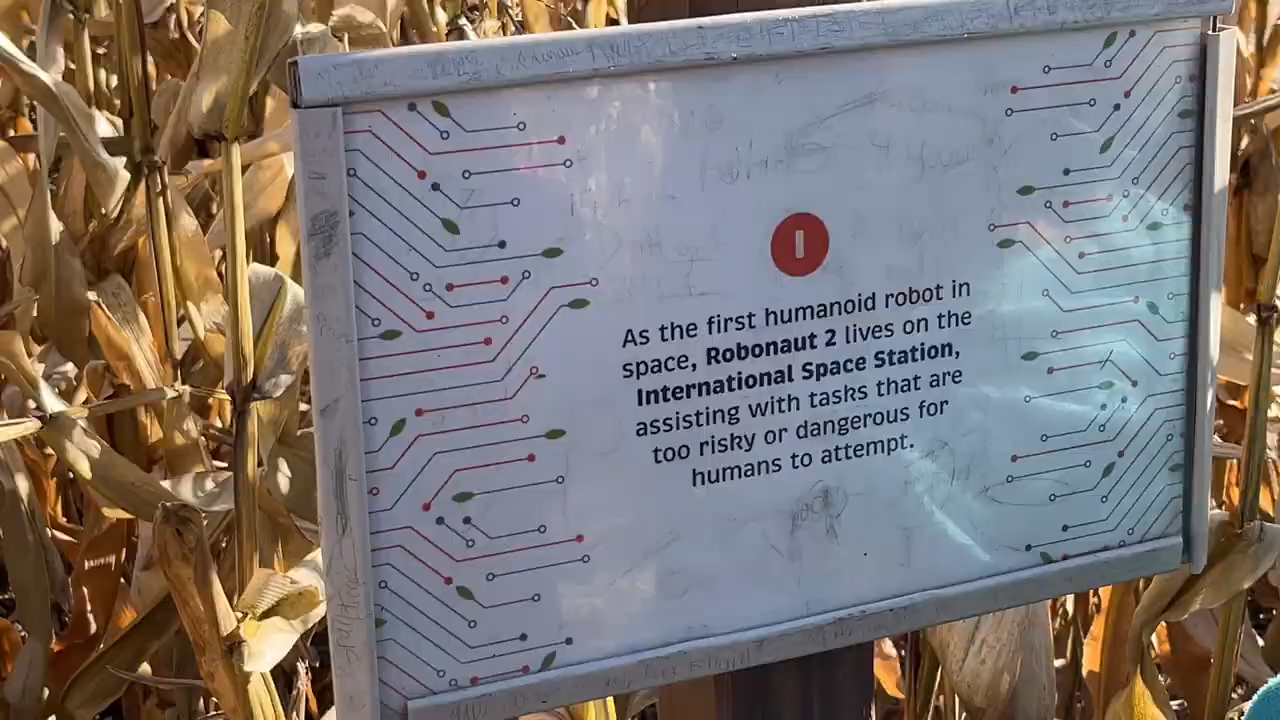 I
As the first humanoid robot in
space, Robonaut 2 lives on the
International Space Station,
assisting with tasks that are
too risky or dangerous for
humans to attempt.